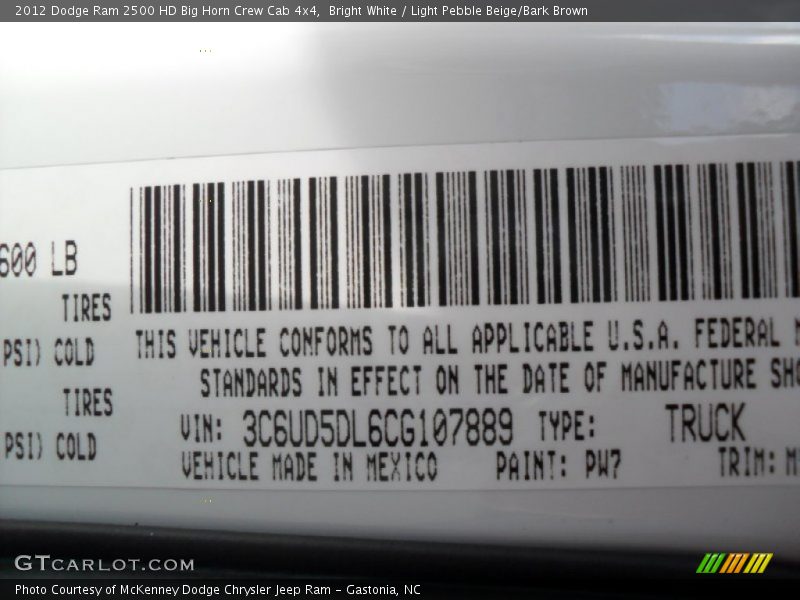 2012 Dodge Ram 2500 HD Big Horn Crew Cab 4x4,  Bright White / Light Pebble Beige/Bark Brown
600 LB
TIRES
PSI) COLD
TIRES
PSI) COLD
THIS VEHICLE CONFORMS TO ALL APPLICABLE U.S.A. FEDERAL
STANDARDS IN EFFECT ON THE DATE OF MANUFACTURE SHO
VIN: 3C6UD5DL6CG107889 TYPE: TRUCK
VEHICLE MADE IN MEXICO PAINT: PW7 TRIM:
GTCARLOT.COM
Photo Courtesy of McKenney Dodge Chrysler Jeep Ram - Gastonia, NC